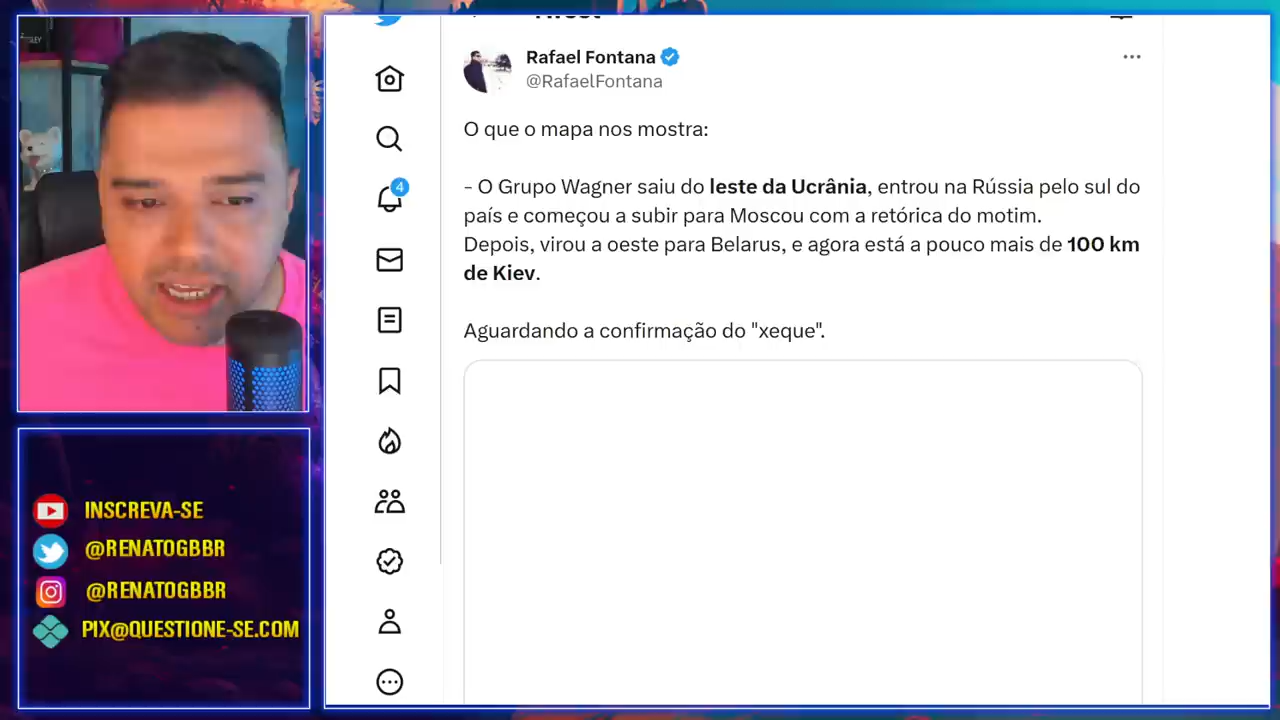 Rafael Fontana
@RafaelFontana
O que o mapa nos mostra:
- O Grupo Wagner saiu do leste da Ucrânia, entrou na Rússia pelo sul do
país e começou a subir para Moscou com a retórica do motim.
Depois, virou a oeste para Belarus, e agora está a pouco mais de 100 km
de Kiev.
Aguardando a confirmação do "xeque".
4
INSCREVA-SE
@RENATOGBBR
@RENATOGBBR
PIX@QUESTIONE-SE.COM